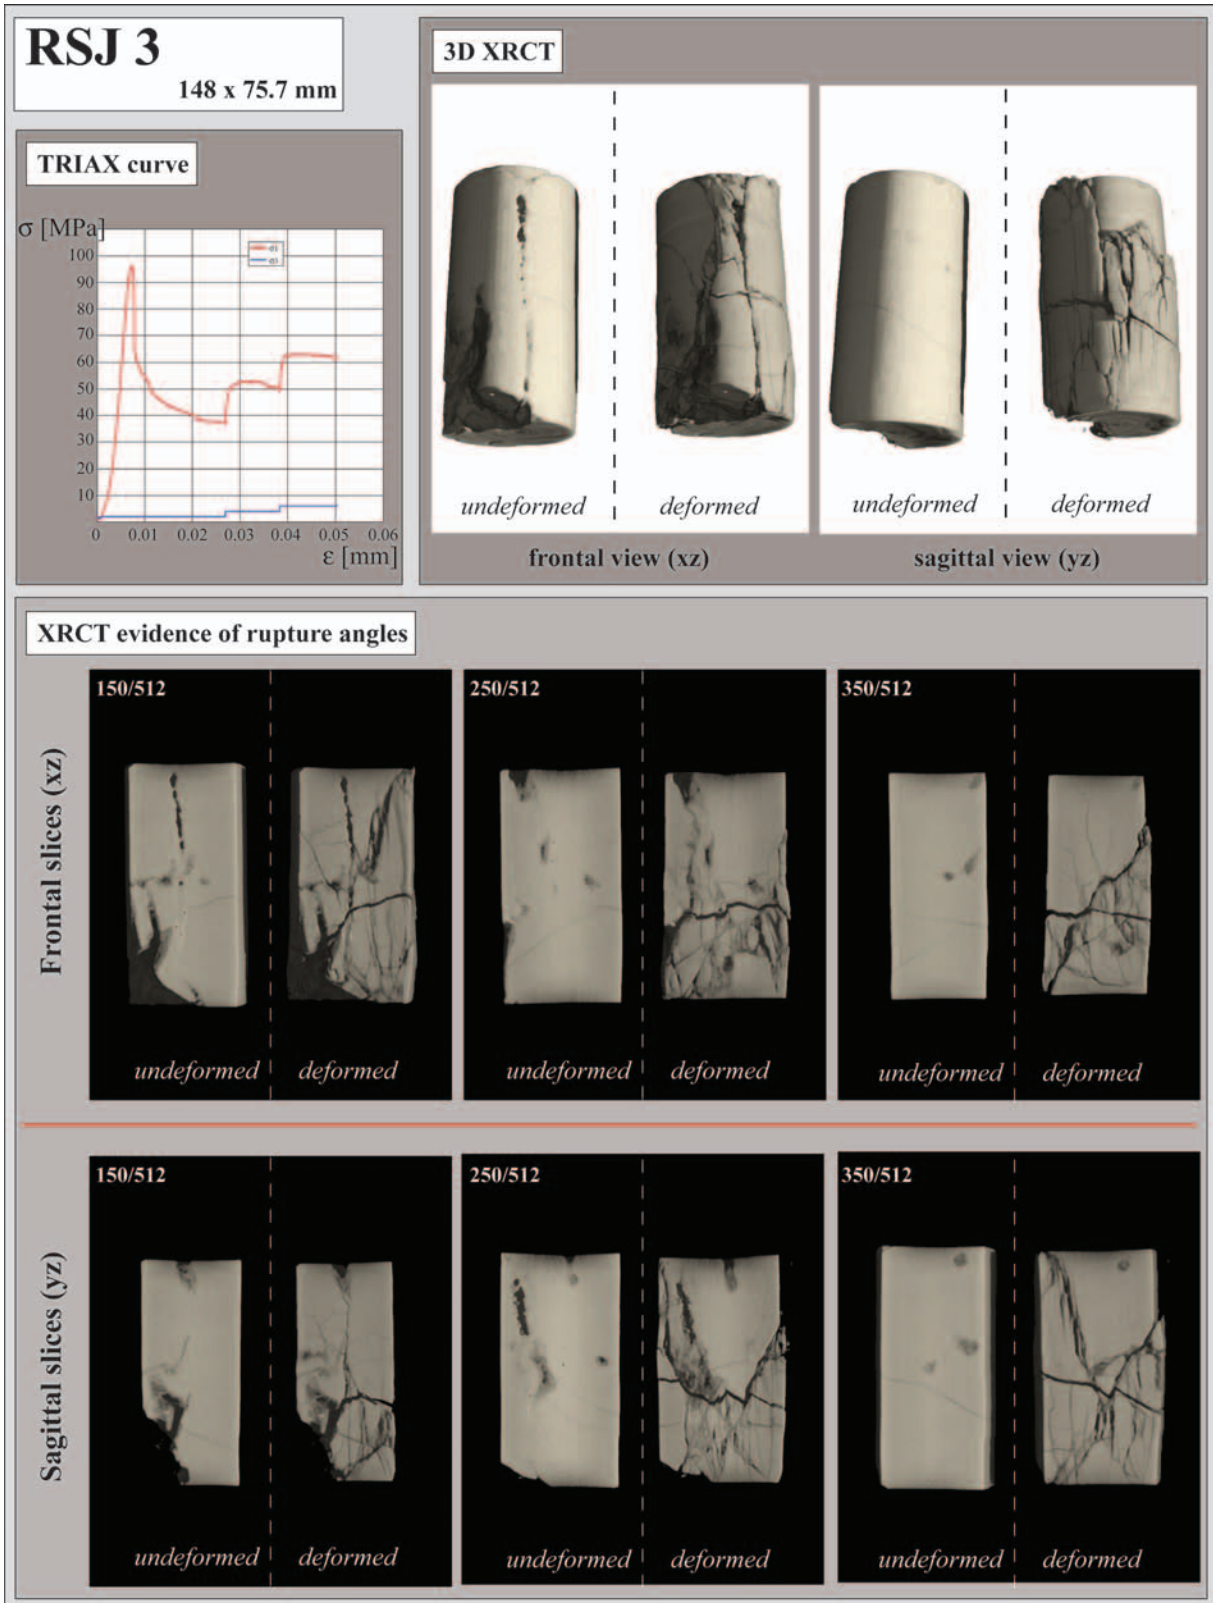 RSJ 3
148 x 75.7 mm
TRIAX curve
σ [MPa]
100
90
80
70
60
50
40
30
20
10
0 0.01 0.02 0.03 0.04 0.05 0.06
ε [mm]
3D XRCT
undeformed deformed undeformed deformed
frontal view (xz) sagittal view (yz)
XRCT evidence of rupture angles
Frontal slices (xz)
150/512 250/512 350/512
undeformed deformed undeformed deformed undeformed deformed
Sagittal slices (yz)
150/512 250/512 350/512
undeformed deformed undeformed deformed undeformed deformed